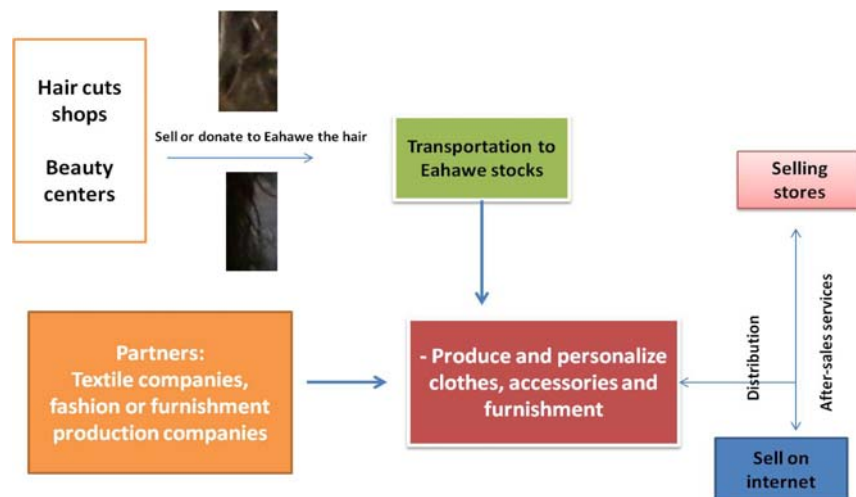 Hair cuts
shops
Beauty
centers
Sell or donate to Eahawe the hair
Transportation to
Eahawe stocks
Selling
stores
Partners:
Textile companies,
fashion or furnishment
production companies
- Produce and personalize
clothes, accessories and
furnishment
Distribution
After-sales services
Sell on
internet